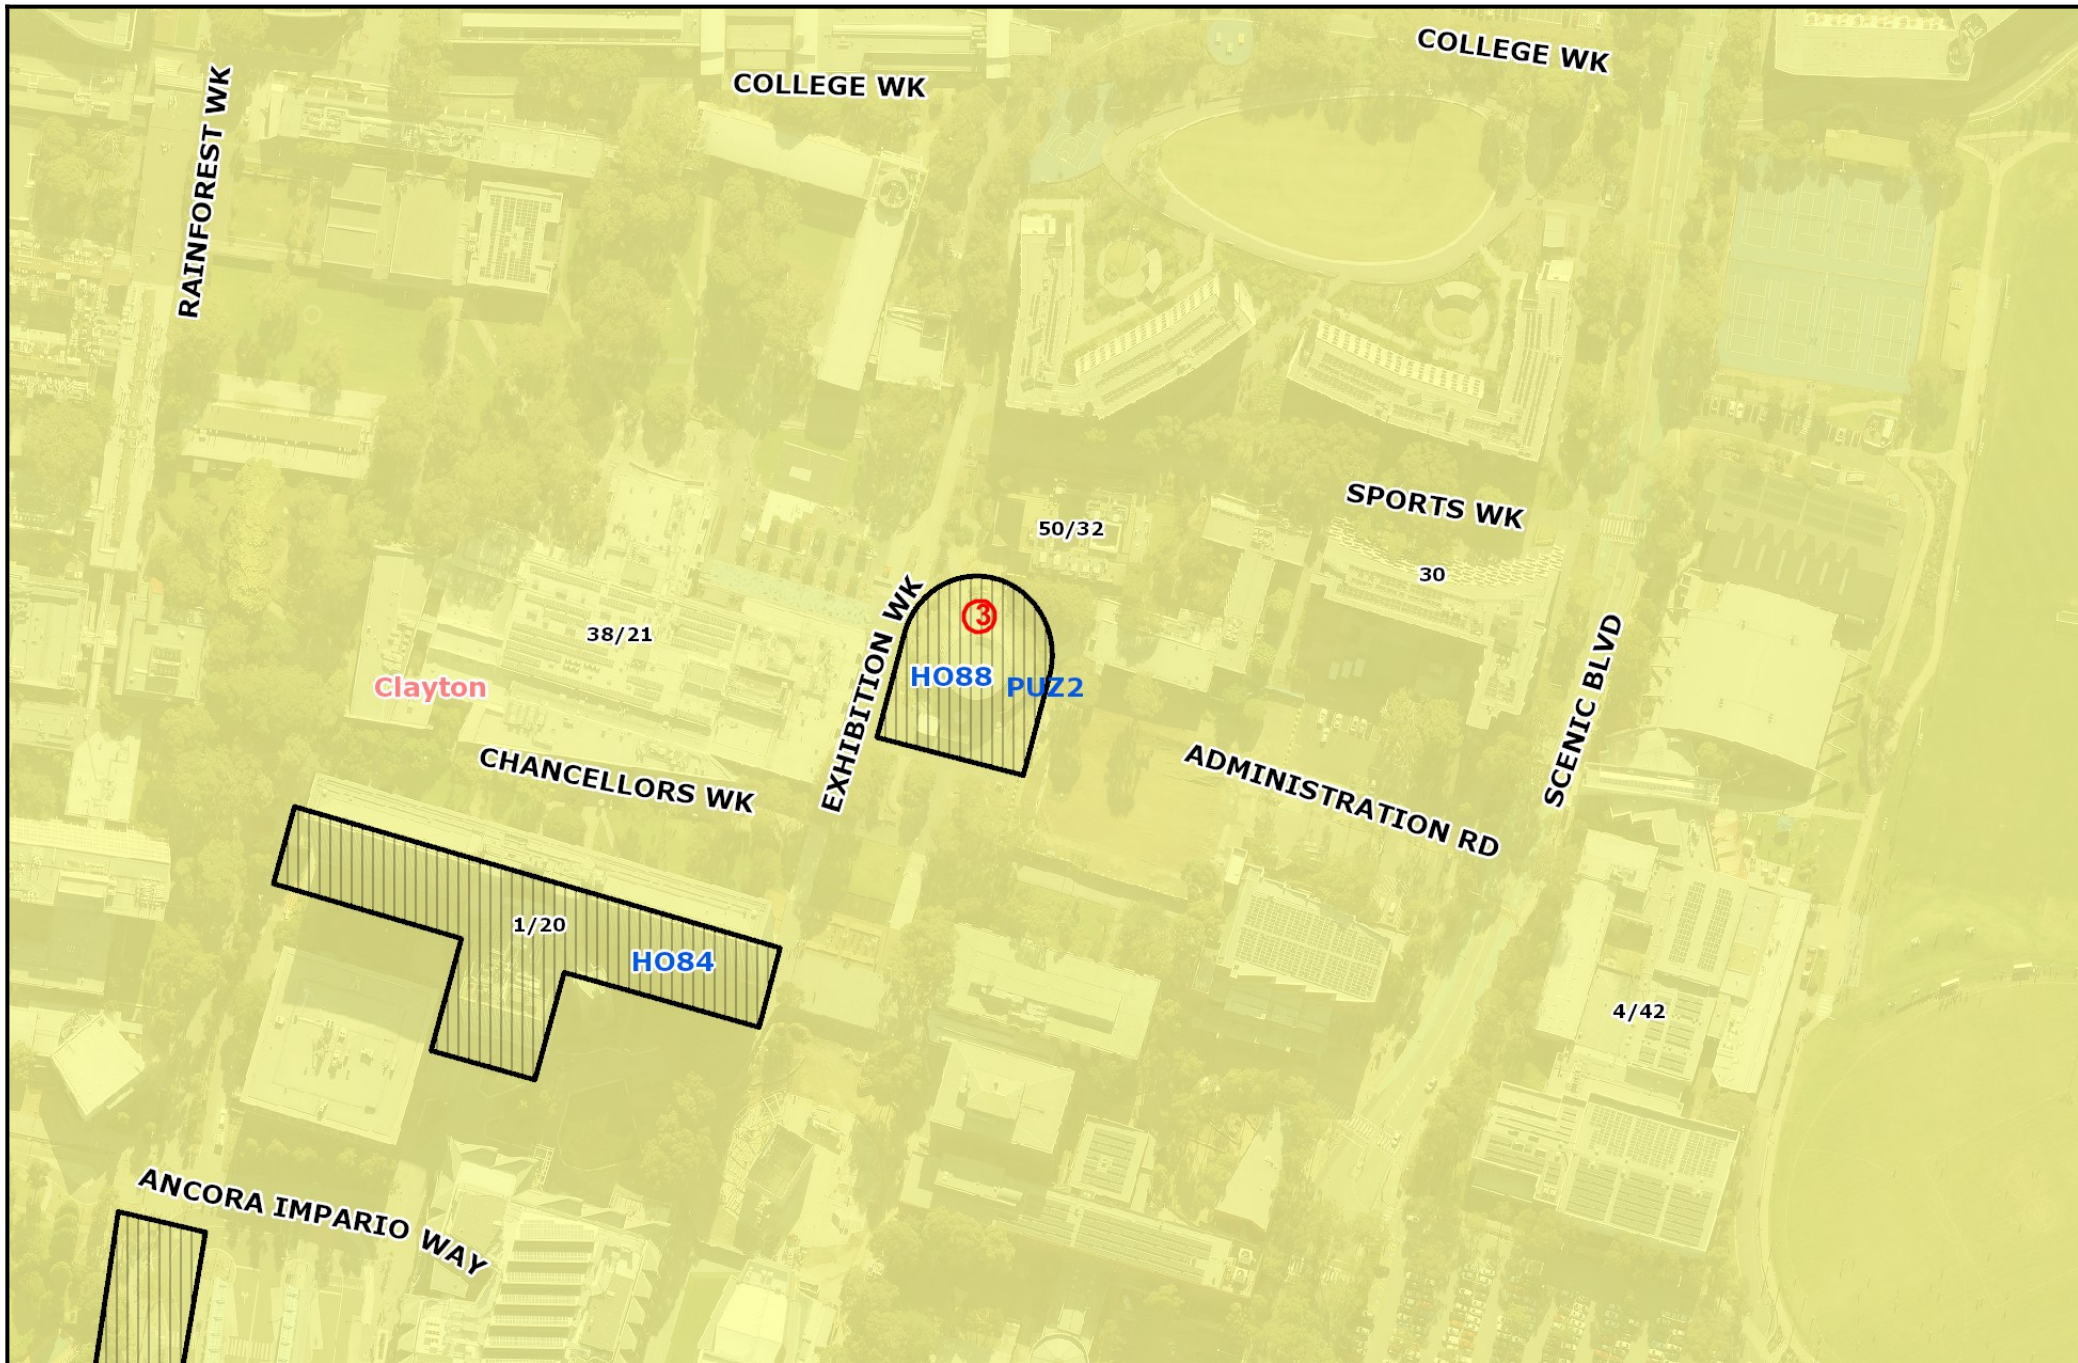 COLLEGE WK
COLLEGE WK
RAINFOREST WK
SPORTS WK
50/32
30
EXHIBITION WK
3
38/21
HO88
PUZ2
Clayton
SCENIC BLVD
CHANCELLORS WK
ADMINISTRATION RD
1/20
HO84
4/42
ANCORA IMPARIO WAY